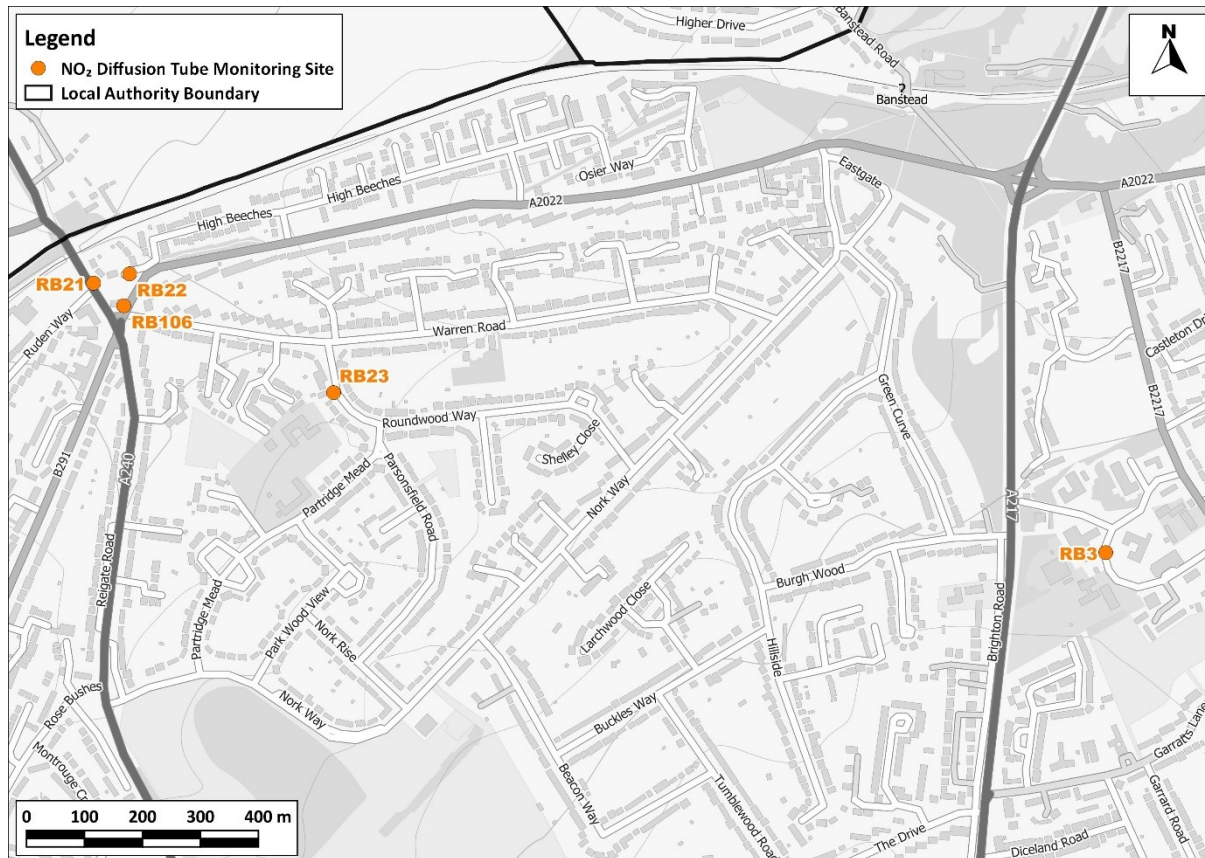 Legend
NO₂ Diffusion Tube Monitoring Site
Local Authority Boundary
N
Higher Drive
Banstead Road
?
Banstead
Osier Way
High Beeches
High Beeches
A2022
Eastgate
A2022
B2217
RB21
RB22
RB106
Ruden Way
Warren Road
Castleton
RB23
Roundwood Way
Green Curve
B2217
Shelley Close
B291
A240
Partridge Mead
Parsonsfield Road
Nork Way
A217
RB3
Reigate Road
Burgh Wood
Partridge Mead
Park Wood View
Nork Rise
Larchwood Close
Hillside
Brighton Road
Rose Bushes
Nork Way
Buckles Way
Montrouge
Garratts Lane
Beacon Way
Tumblewood Road
Garrard Road
The Drive
Diceland Road
0 100 200 300 400 m